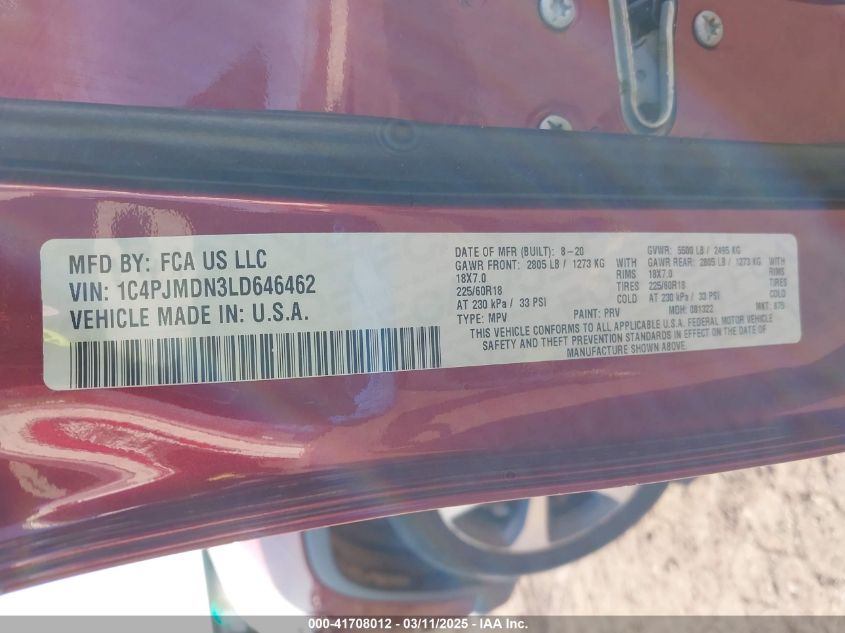 MFD BY: FCA US LLC
VIN: 1C4PJMDN3LD646462
VEHICLE MADE IN: U.S.A.
DATE OF MFR (BUILT): 8-20
GVWR: 5500 LB / 2495 KG
GAWR FRONT: 2805 LB / 1273 KG WITH
GAWR REAR: 2805 LB / 1273 KG WITH
18X7.0 RIMS
18X7.0 RIMS
225/60R18 TIRES
225/60R18 TIRES
AT 230 kPa / 33 PSI
AT 230 kPa / 33 PSI
TYPE: MPV PAINT: PRV MDH: 081322 MKT: 875
THIS VEHICLE CONFORMS TO ALL APPLICABLE U.S.A. FEDERAL MOTOR VEHICLE
SAFETY AND THEFT PREVENTION STANDARDS IN EFFECT ON THE DATE OF
MANUFACTURE SHOWN ABOVE.
000-41708012 - 03/11/2025 - IAA Inc.